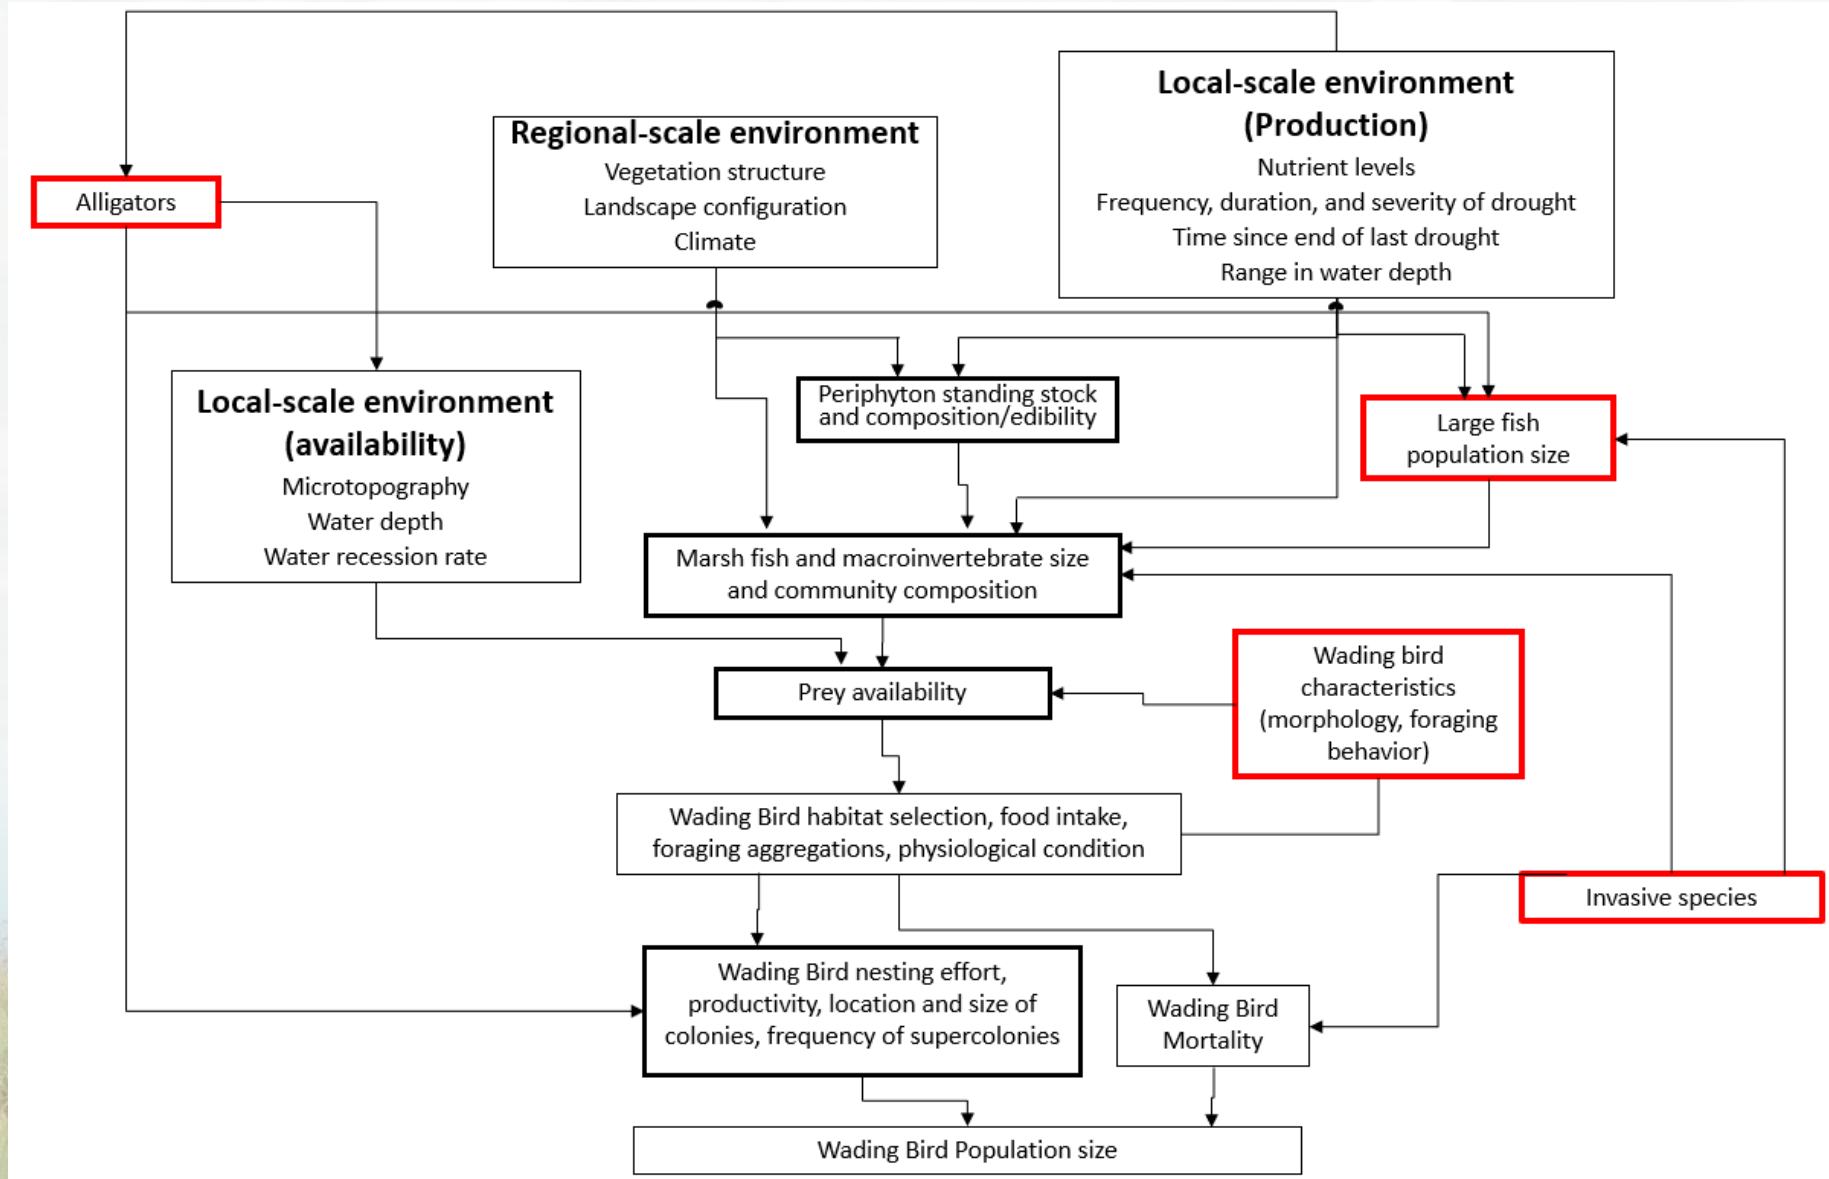 Local-scale environment
(Production)
Nutrient levels
Frequency, duration, and severity of drought
Time since end of last drought
Range in water depth
Regional-scale environment
Vegetation structure
Landscape configuration
Climate
Alligators
Local-scale environment
(availability)
Microtopography
Water depth
Water recession rate
Periphyton standing stock
and composition/edibility
Large fish
population size
Marsh fish and macroinvertebrate size
and community composition
Wading bird
characteristics
(morphology, foraging
behavior)
Prey availability
Wading Bird habitat selection, food intake,
foraging aggregations, physiological condition
Invasive species
Wading Bird nesting effort,
productivity, location and size of
colonies, frequency of supercolonies
Wading Bird
Mortality
Wading Bird Population size